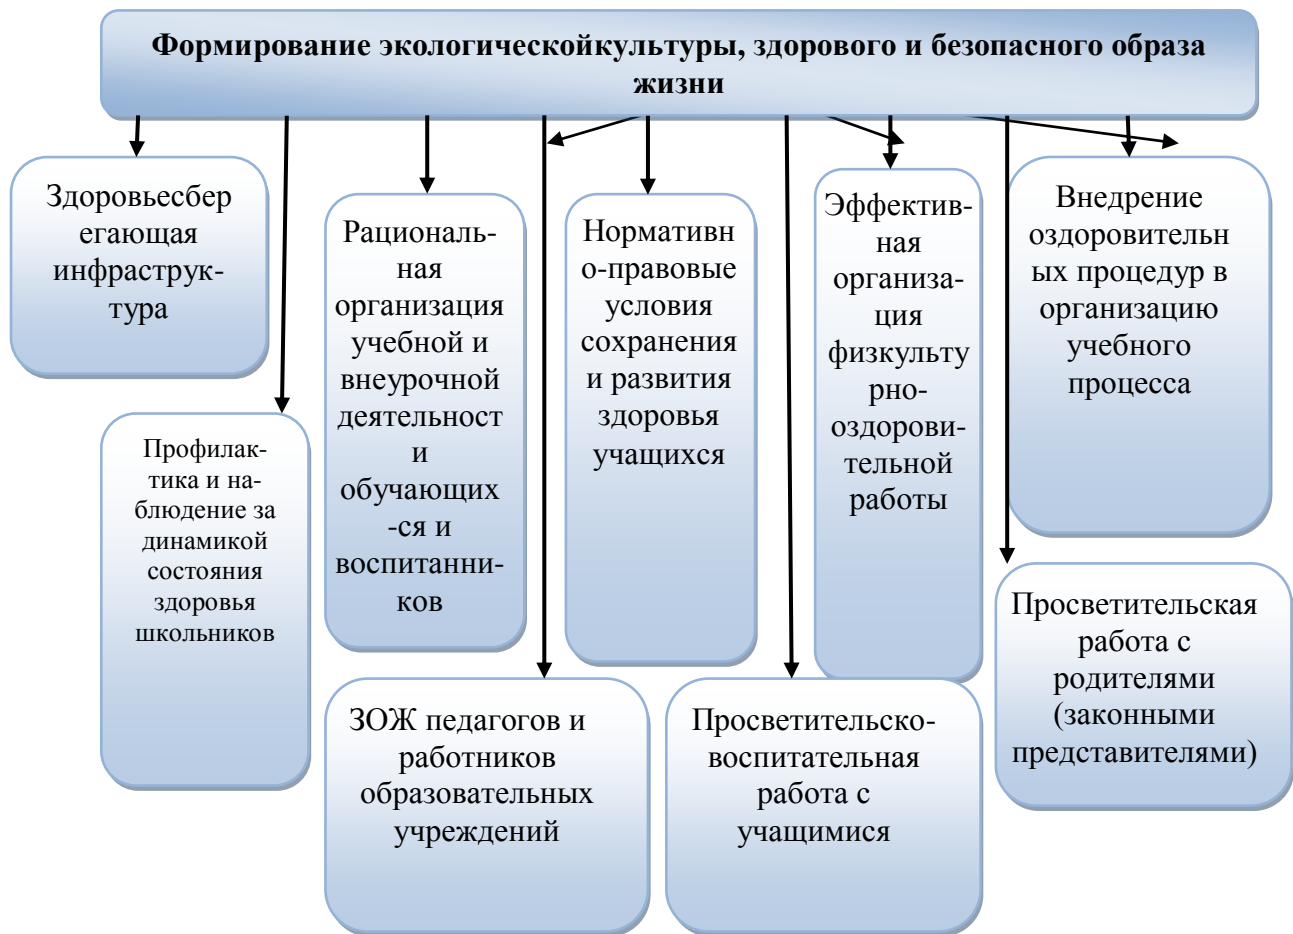 Формирование экологическойкультуры, здорового и безопасного образа
жизни
Здоровьесбер
егающая
инфраструк-
тура
Профилак-
тика и на-
блюдение за
динамикой
состояния
здоровья
школьников
Рациональ-
ная
организация
учебной и
внеурочной
деятельност
и
обучающих
-ся и
воспитанни-
ков
ЗОЖ педагогов и
работников
образовательных
учреждений
Нормативн
о-правовые
условия
сохранения
и развития
здоровья
учащихся
Просветительско-
воспитательная
работа с
учащимися
Эффектив-
ная
организа-
ция
физкульту
рно-
оздорови-
тельной
работы
Внедрение
оздоровительн
ых процедур в
организацию
учебного
процесса
Просветительская
работа с
родителями
(законными
представителями)